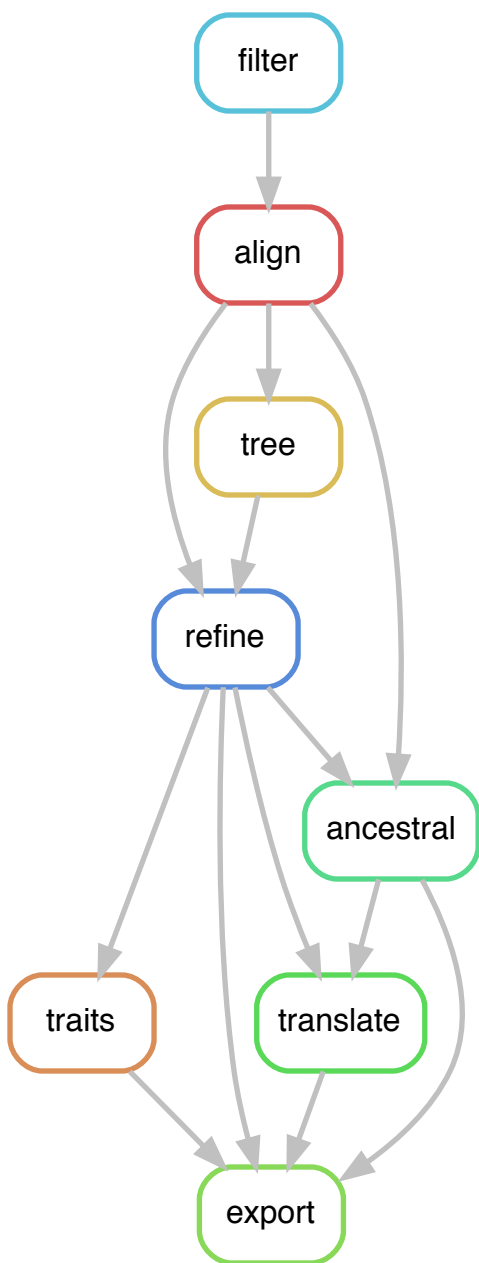 filter
align
tree
refine
ancestral
traits
translate
export